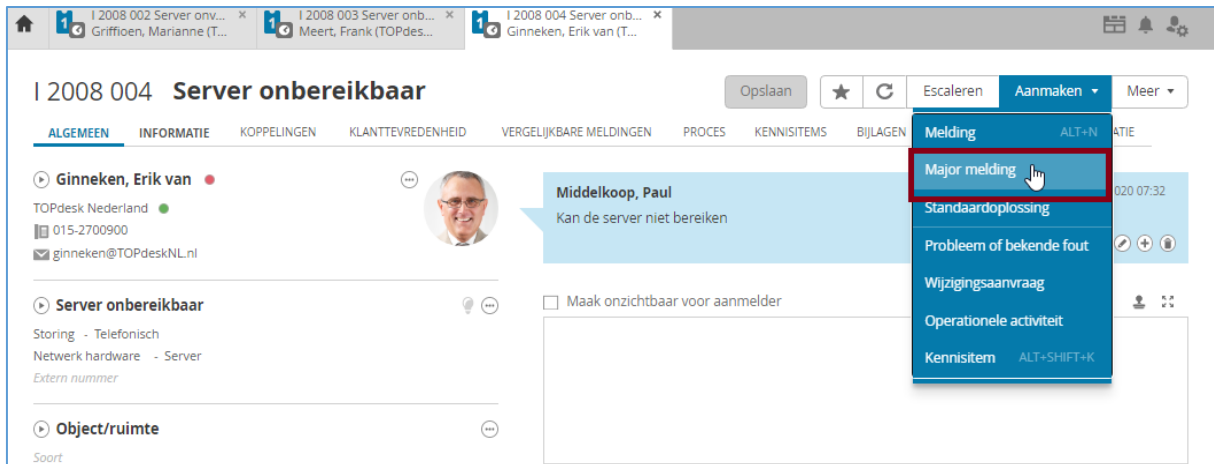 I 2008 002 Server onv... ×
Griffioen, Marianne (T...
I 2008 003 Server onb... ×
Meert, Frank (TOPdes...
I 2008 004 Server onb... ×
Ginneken, Erik van (T...
I 2008 004 Server onbereikbaar
Opslaan
Escaleren
Aanmaken
Meer
ALGEMEEN INFORMATIE KOPPELINGEN KLANTTEVREDENHEID VERGELIJKBARE MELDINGEN PROCES KENNISITEMS BIJLAGEN ATIE
Melding ALT+N
Major melding
Standaardoplossing
Probleem of bekende fout
Wijzigingsaanvraag
Operationele activiteit
Kennisitem ALT+SHIFT+K
Ginneken, Erik van
TOPdesk Nederland
015-2700900
ginneken@TOPdeskNL.nl
Middelkoop, Paul
020 07:32
Kan de server niet bereiken
Server onbereikbaar
Storing - Telefonisch
Netwerk hardware - Server
Extern nummer
Maak onzichtbaar voor aanmelder
Object/ruimte
Soort